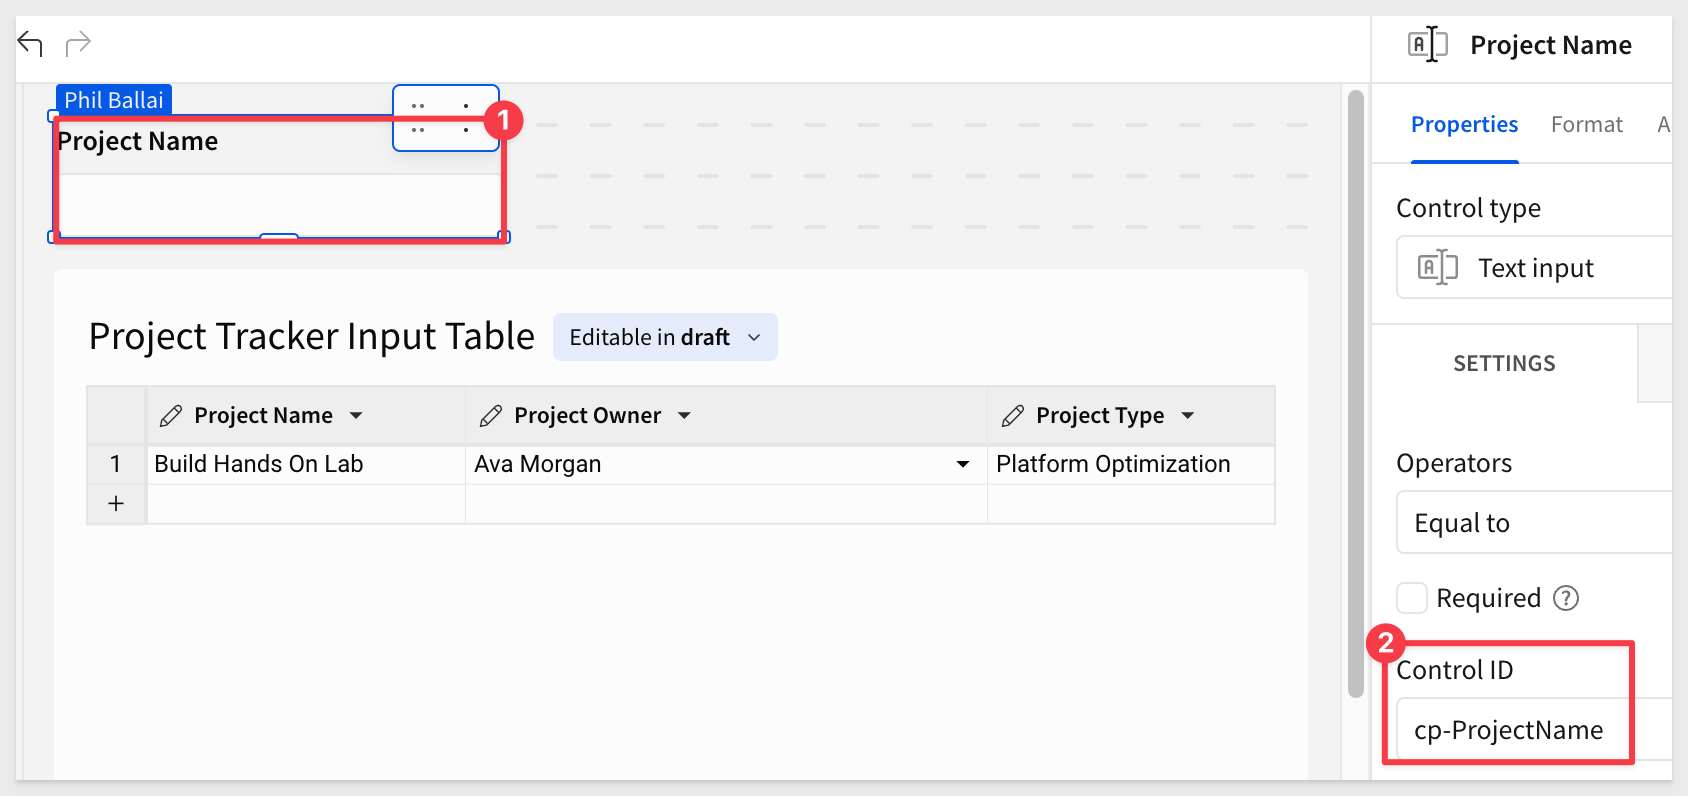 Project Name
Phil Ballai
1
Project Name
Properties Format A
Control type
Text input
Project Tracker Input Table
Editable in draft
SETTINGS
Project Name Project Owner Project Type
1 Build Hands On Lab Ava Morgan Platform Optimization
+
Operators
Equal to
Required ?
2
Control ID
cp-ProjectName